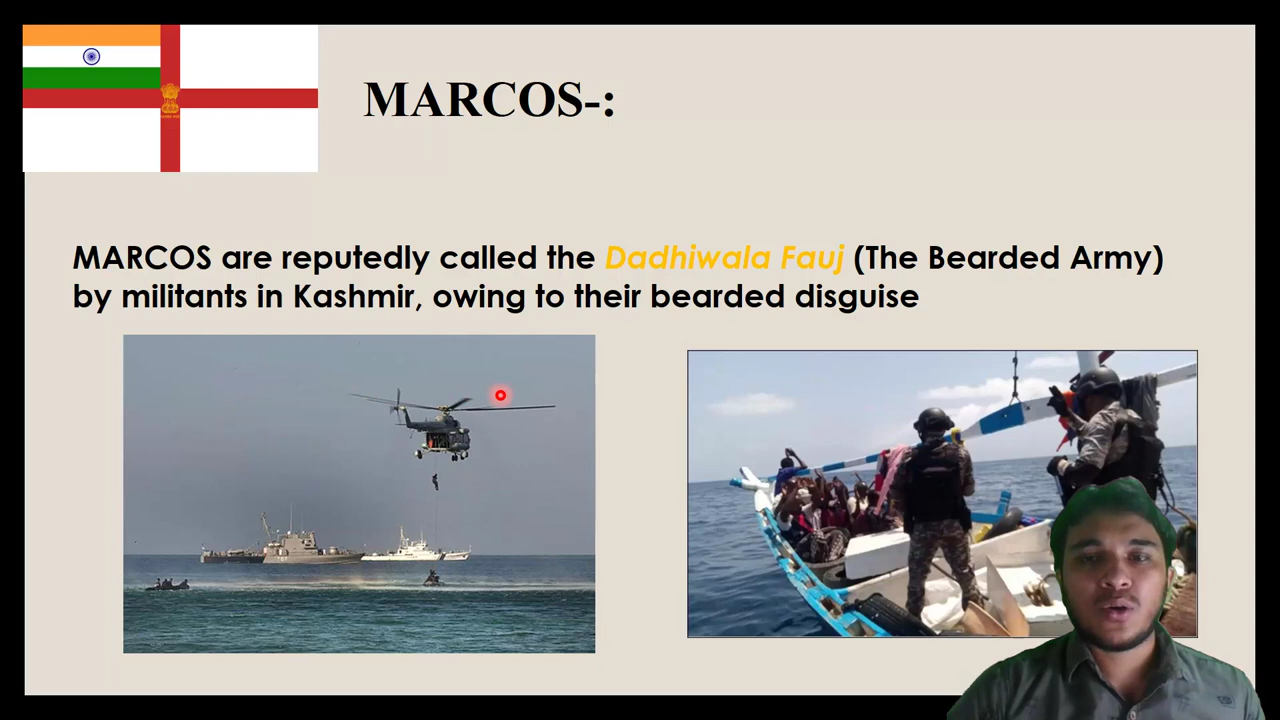 MARCOS-:
MARCOS are reputedly called the Dadhiwala Fauj (The Bearded Army)
by militants in Kashmir, owing to their bearded disguise